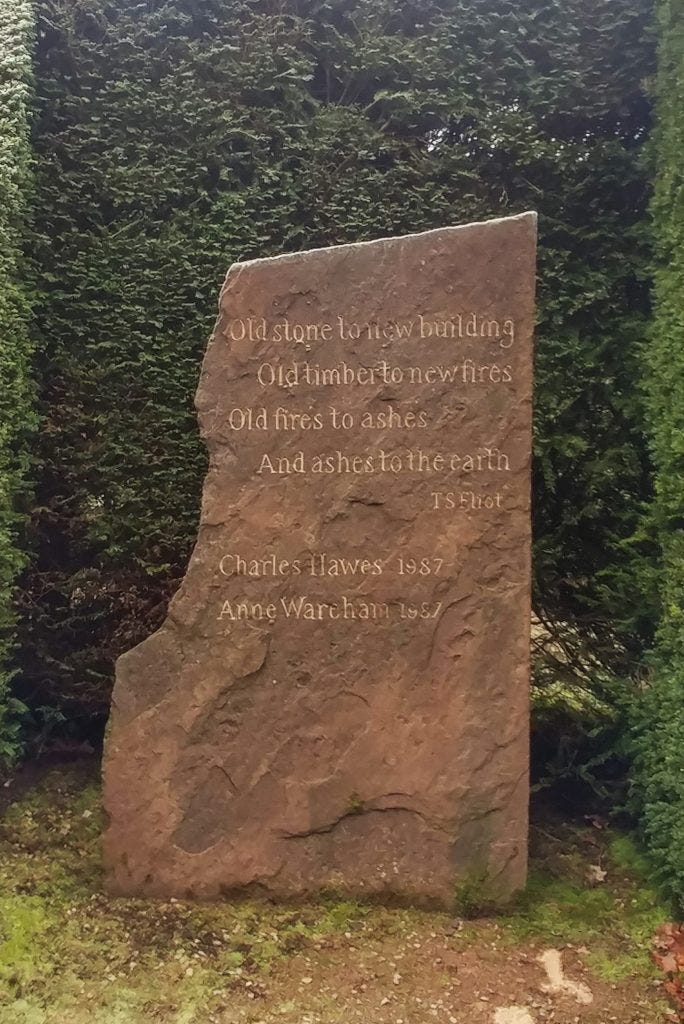 Old stone to new building
Old timber to new fires
Old fires to ashes
And ashes to the earth
T S Eliot
Charles Hawes 1987
Anne Wareham 1987